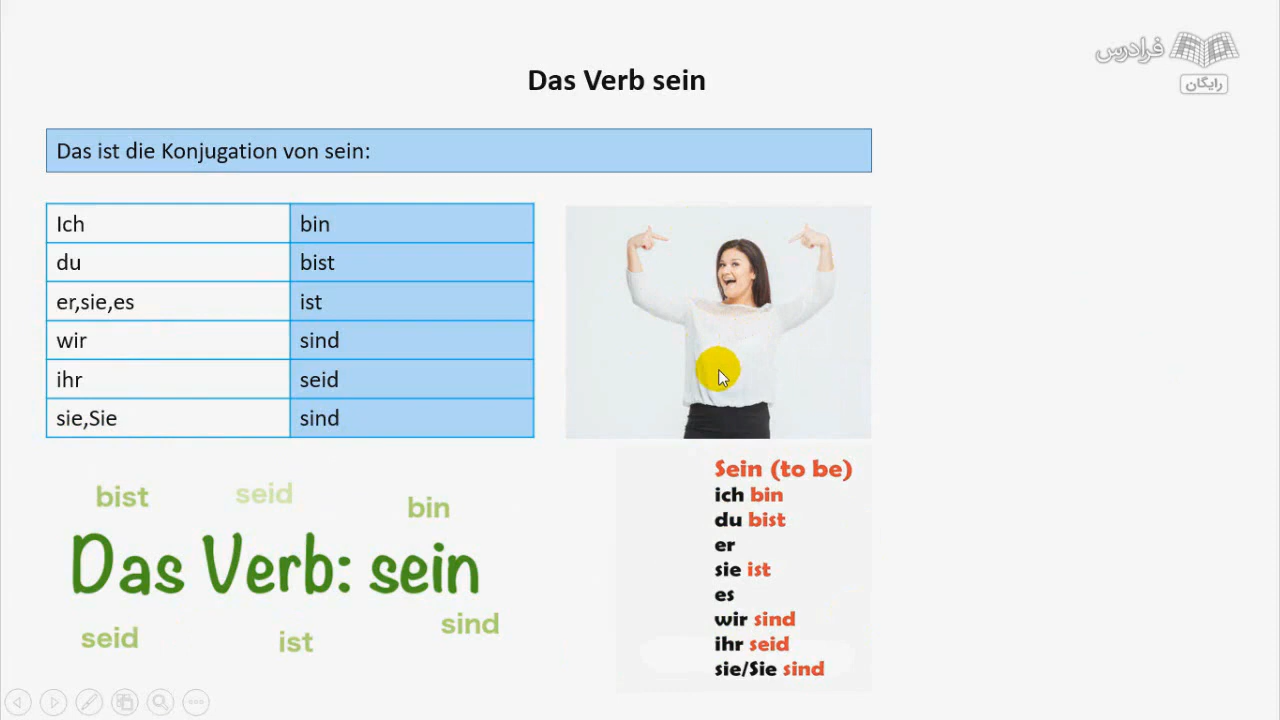 فرادرس
رایگان
Das Verb sein
Das ist die Konjugation von sein:
Ich bin
du bist
er,sie,es ist
wir sind
ihr seid
sie,Sie sind
bist seid bin
Das Verb: sein
seid ist sind
Sein (to be)
ich bin
du bist
er
sie ist
es
wir sind
ihr seid
sie/Sie sind